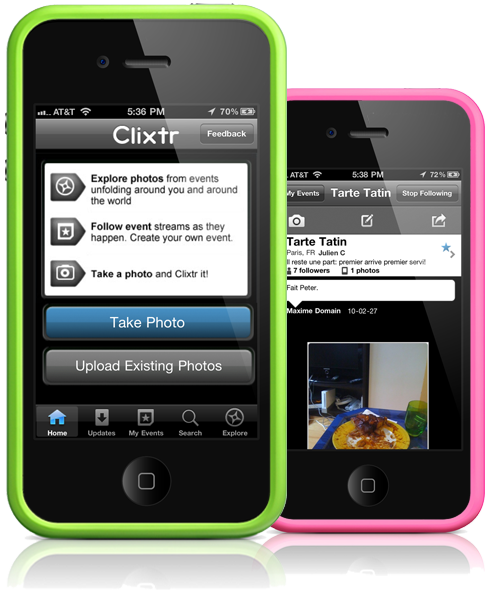 AT&T 5:36 PM 70%
Clixtr Feedback
Explore photos from events
unfolding around you and around
the world
Follow event streams as they
happen. Create your own event.
Take a photo and Clixtr it!
Take Photo
Upload Existing Photos
Home Updates My Events Search Explore
AT&T 5:38 PM 72%
My Events Tarte Tatin Stop Following
Tarte Tatin
Paris, FR Julien C
Il reste une part: premier arrive premier servi!
7 followers 1 photos
Fait Peter.
Maxime Domain 10-02-27